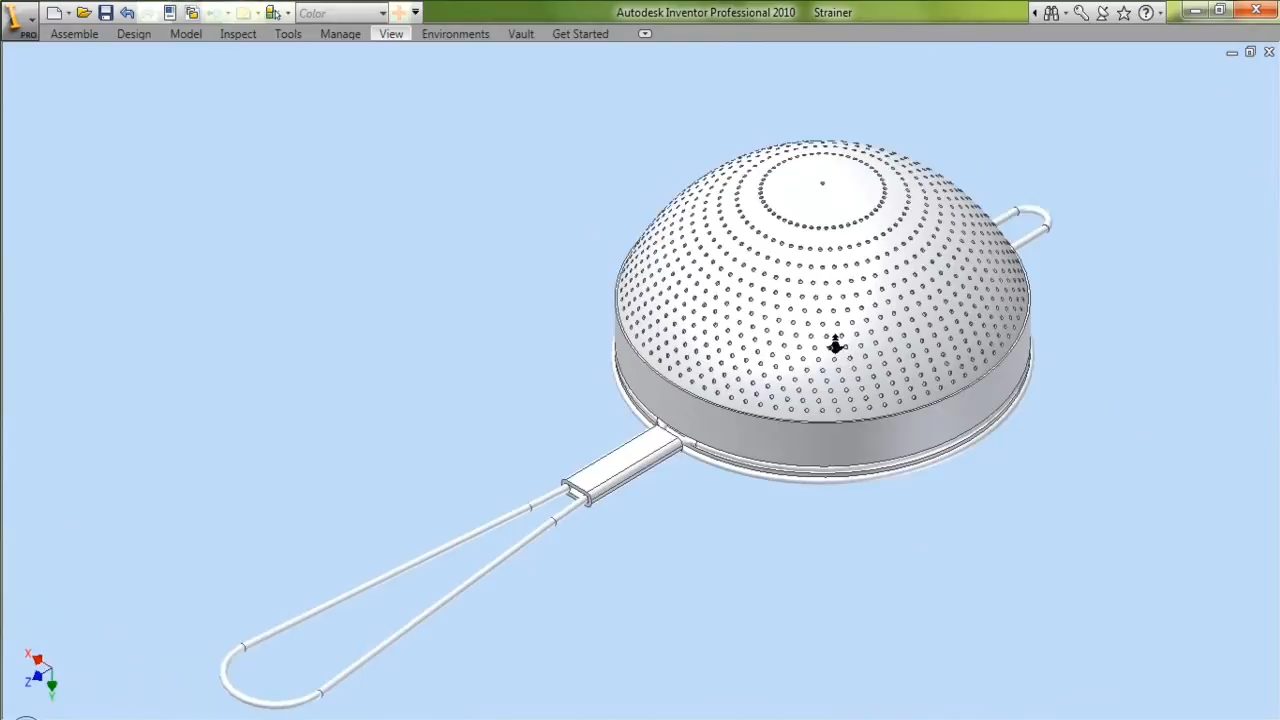 Color
Autodesk Inventor Professional 2010 Strainer
PRO
Assemble Design Model Inspect Tools Manage View Environments Vault Get Started
X
Z
Y